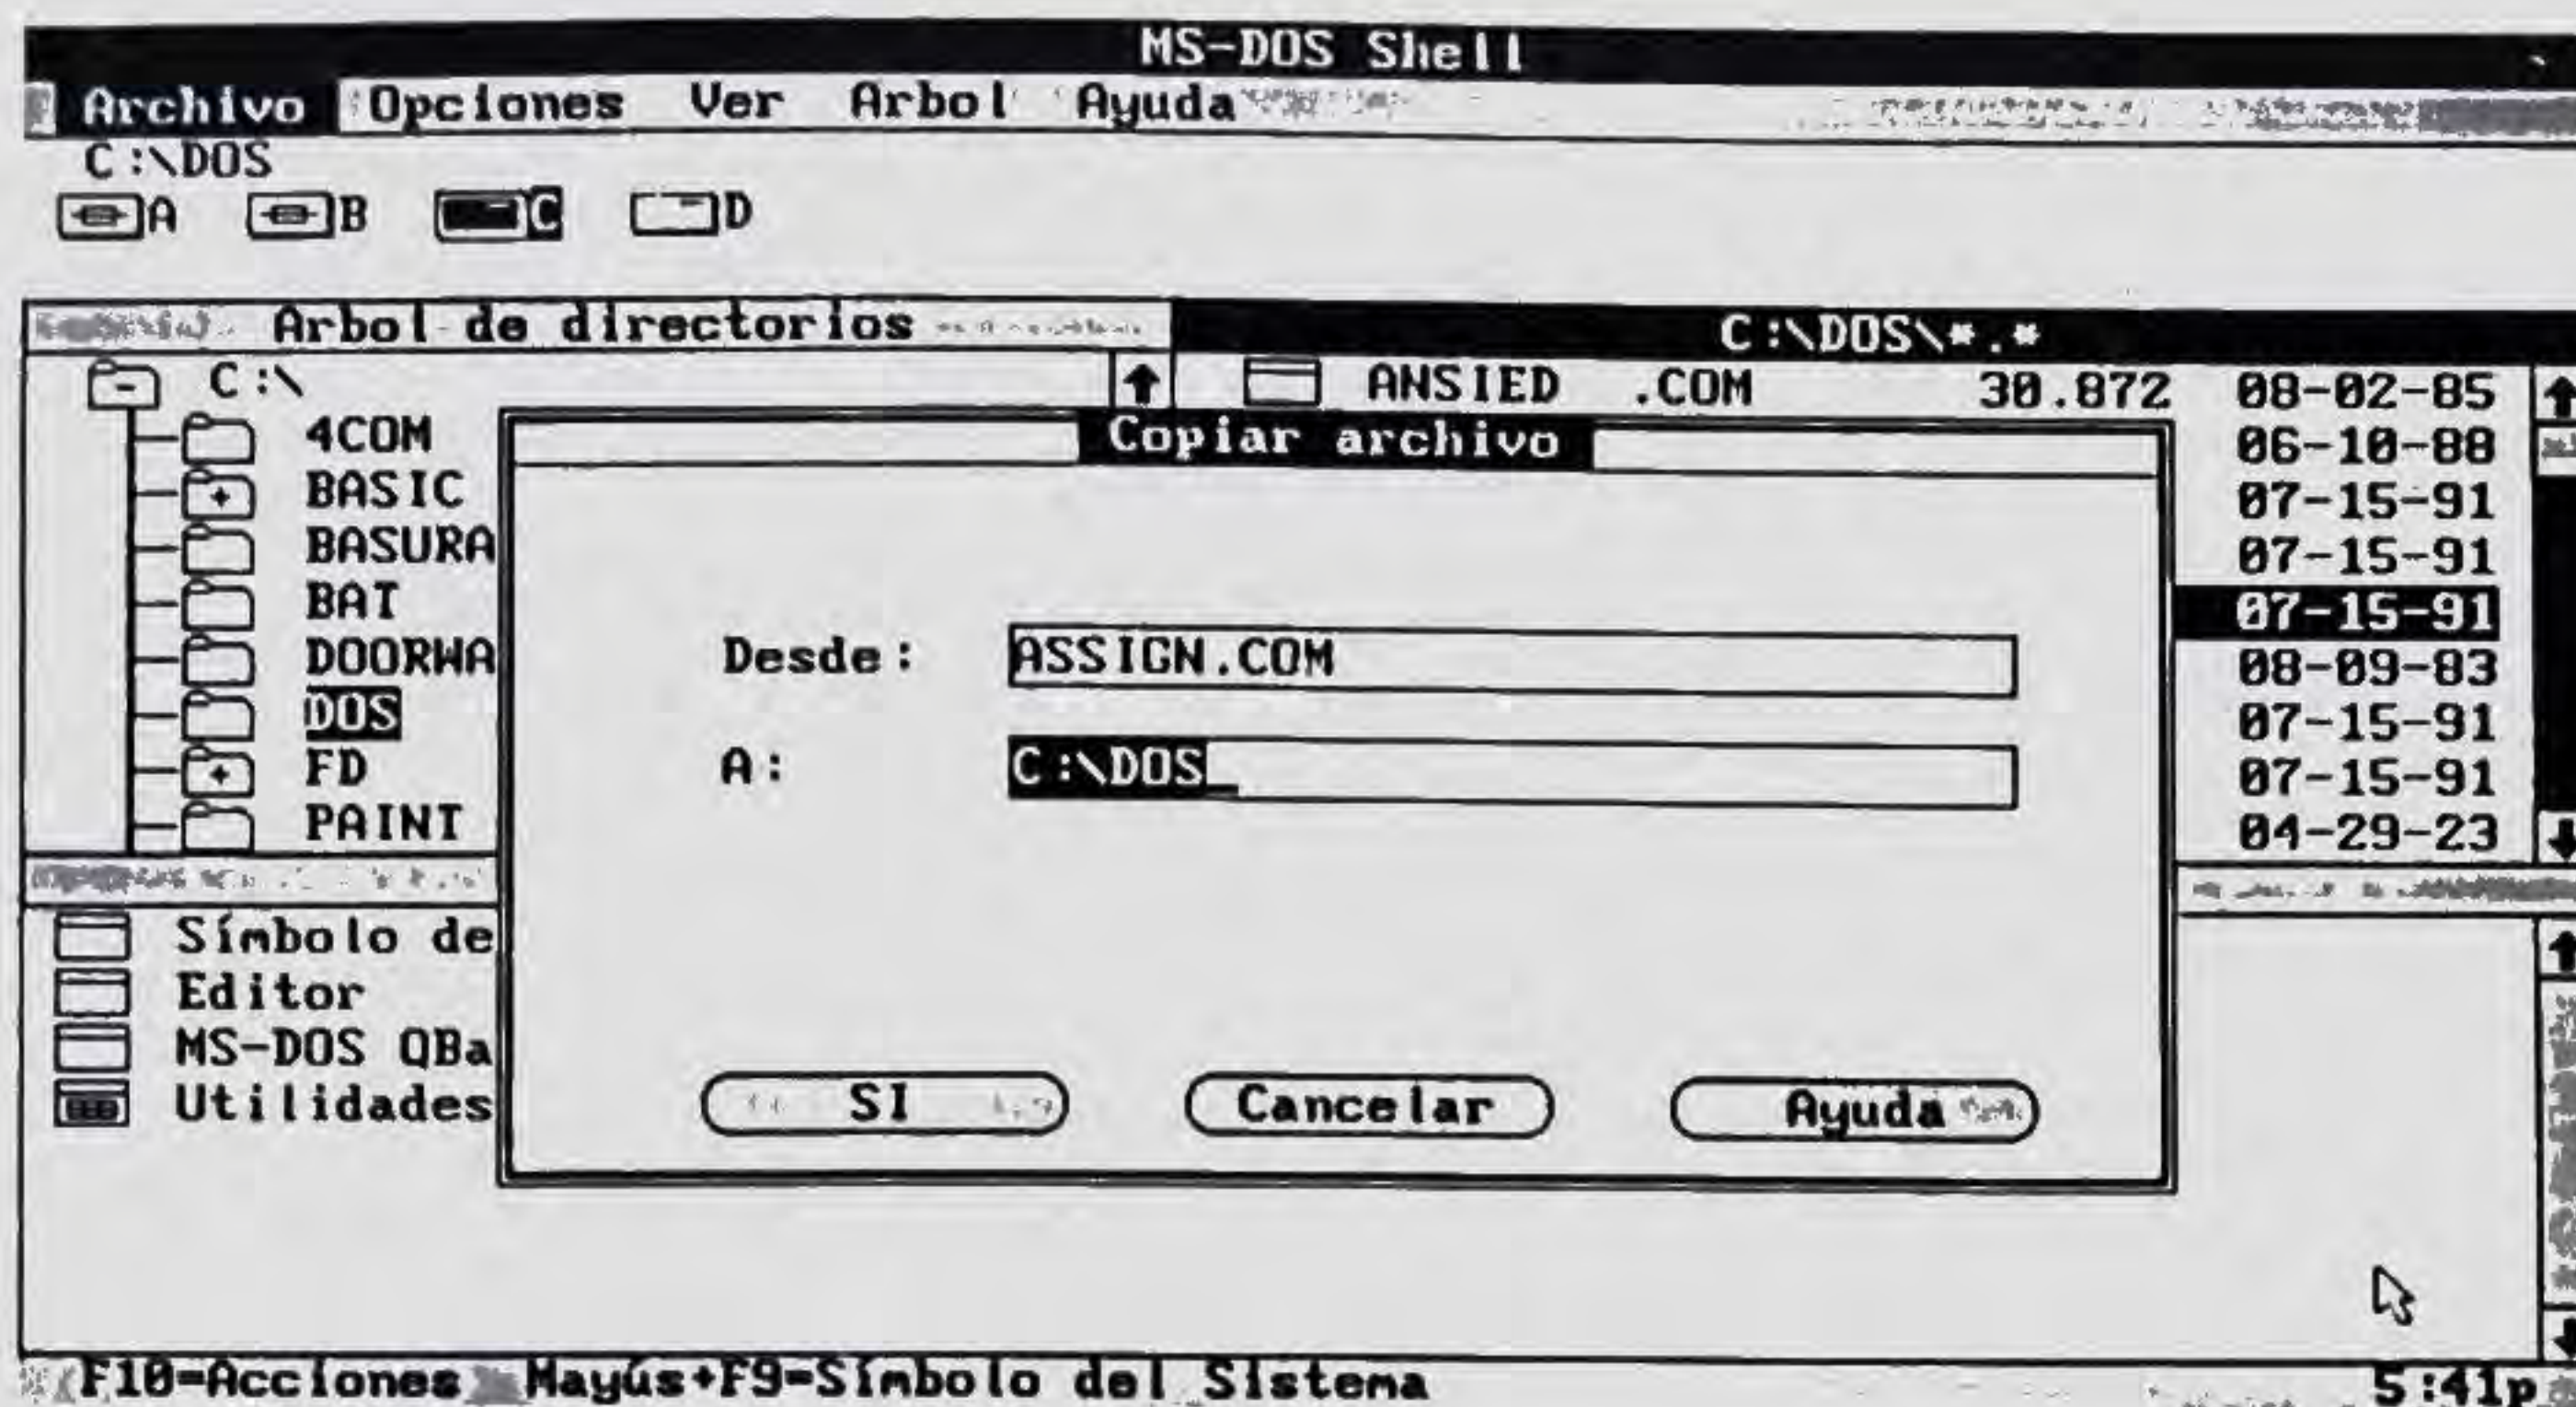 MS-DOS Shell
Archivo Opciones Ver Arbol Ayuda
C:\DOS
A B C D
Arbol de directorios
C:\DOS\*.*
C:\
4COM
BASIC
BASURA
BAT
DOORWA
DOS
FD
PAINT
ANSIED .COM 30.872 08-02-85
06-10-88
07-15-91
07-15-91
07-15-91
08-09-83
07-15-91
07-15-91
04-29-23
Copiar archivo
Desde: ASSIGN.COM
A: C:\DOS_
SI Cancelar Ayuda
Símbolo de
Editor
MS-DOS QBa
Utilidades
F10=Acciones Mayús+F9=Símbolo del Sistema 5:41p